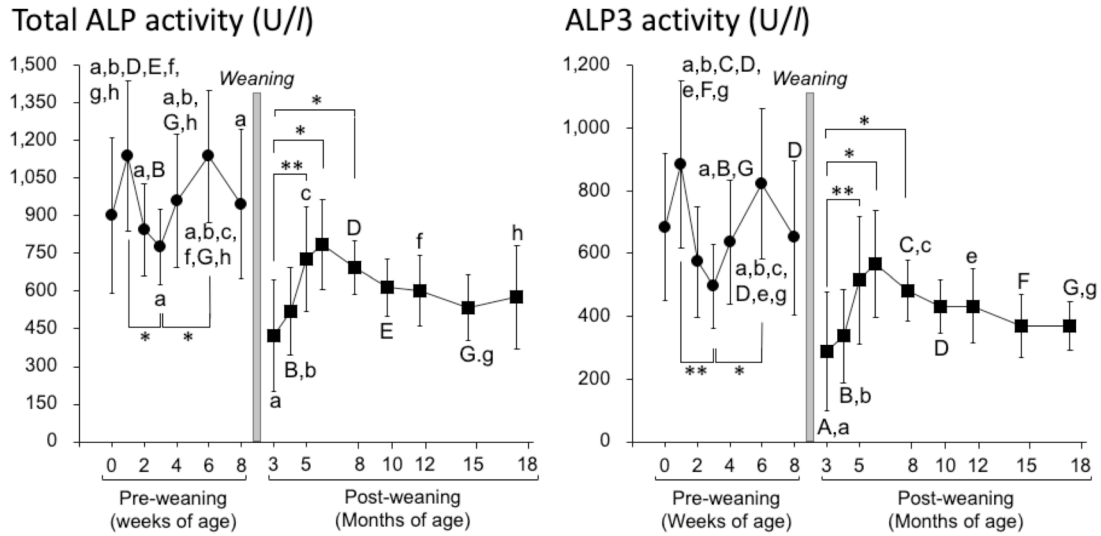 Total ALP activity (U/l)
1,500
1,350
1,200
1,050
900
750
600
450
300
150
0
a,b,D,E,f,
g,h
a,B
a,b,
G,h
a
a,b,c,
f,G,h
a
*
*
Weaning
*
*
**
c
D
f
h
E
G.g
B,b
a
0
2
4
6
8
3
5
8
10
12
15
18
Pre-weaning
(weeks of age)
Post-weaning
(Months of age)
ALP3 activity (U/l)
1,200
1,000
800
600
400
200
0
a,b,C,D,
e,F,g
a,B,G
D
a,b,c,
D,e,g
**
*
Weaning
*
*
**
C,c
e
F
G,g
D
B,b
A,a
0
2
4
6
8
3
5
8
10
12
15
18
Pre-weaning
(Weeks of age)
Post-weaning
(Months of age)